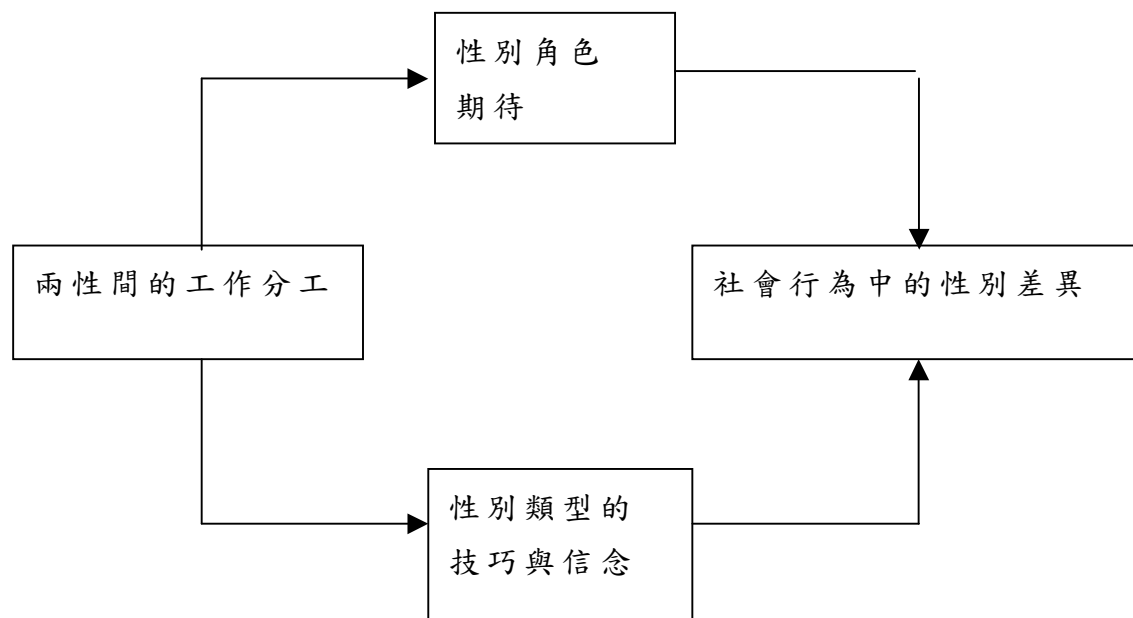 性別角色
期待
兩性間的工作分工
社會行為中的性別差異
性別類型的
技巧與信念